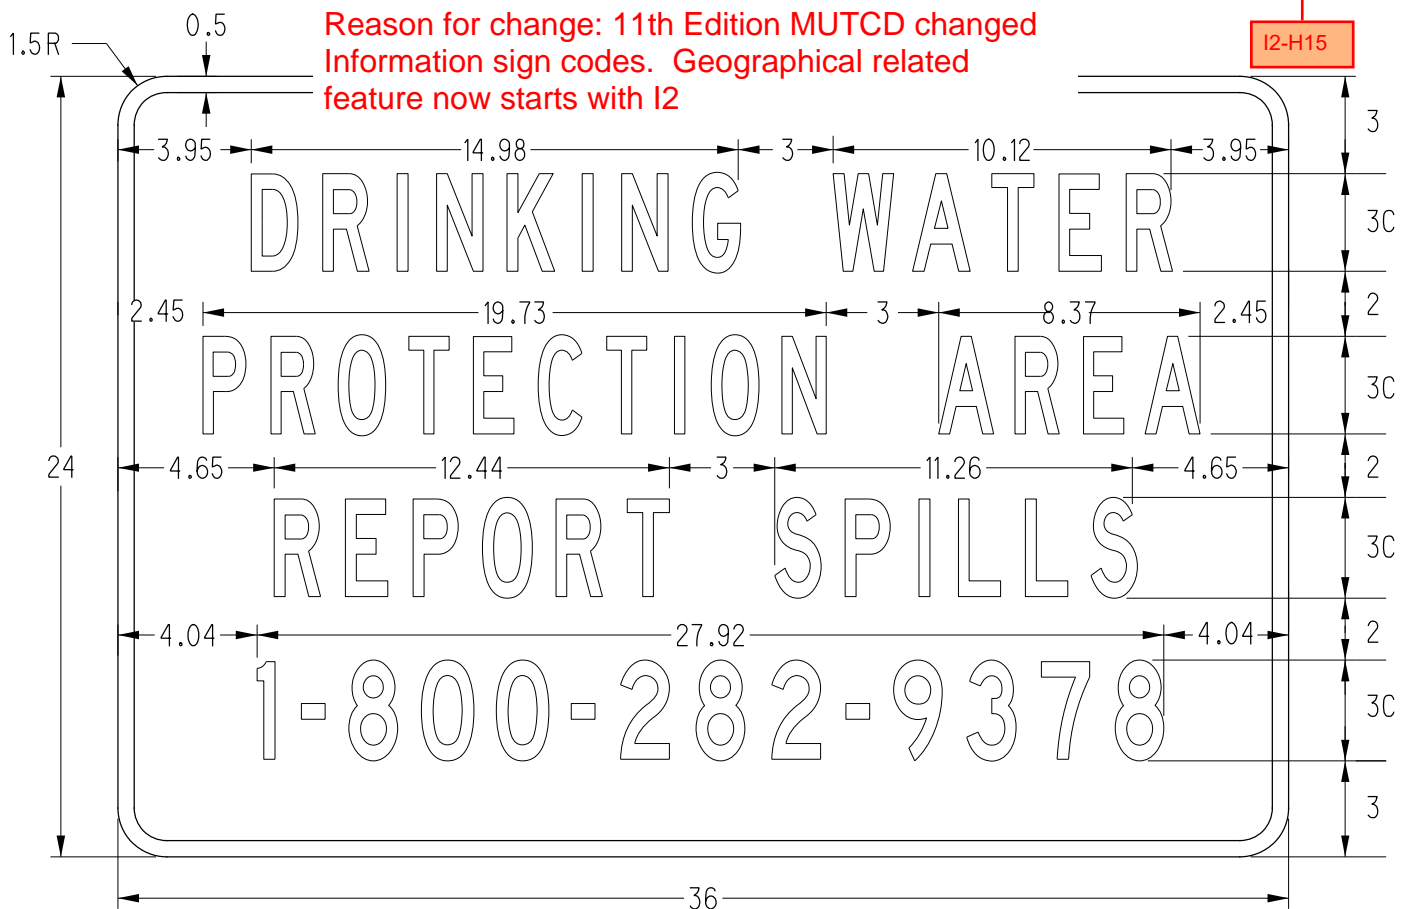 Reason for change: 11th Edition MUTCD changed
Information sign codes.  Geographical related
feature now starts with I2
I2-H15
1.5R
0.5
3
3.95 14.98 3 10.12 3.95
DRINKING WATER
3C
2
2.45 19.73 3 8.37 2.45
PROTECTION AREA
3C
24
4.65 12.44 3 11.26 4.65
2
REPORT SPILLS
3C
4.04 27.92 4.04
2
1-800-282-9378
3C
3
36